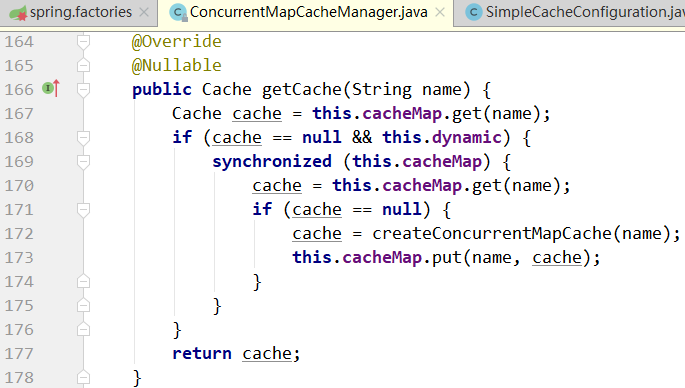 spring.factories × ConcurrentMapCacheManager.java × SimpleCacheConfiguration.jav
164 @Override
165 @Nullable
166 public Cache getCache(String name) {
167 Cache cache = this.cacheMap.get(name);
168 if (cache == null && this.dynamic) {
169 synchronized (this.cacheMap) {
170 cache = this.cacheMap.get(name);
171 if (cache == null) {
172 cache = createConcurrentMapCache(name);
173 this.cacheMap.put(name, cache);
174 }
175 }
176 }
177 return cache;
178 }